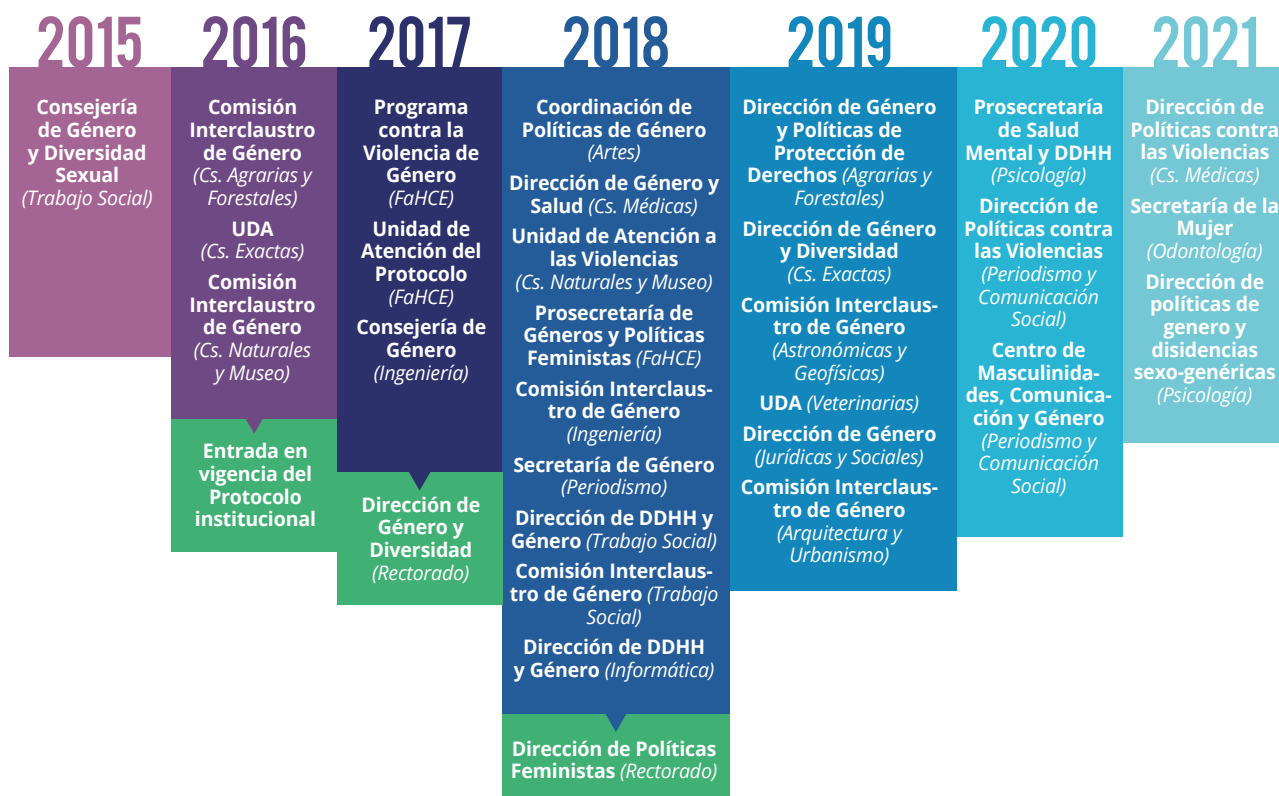 2015
Consejería
de Género
y Diversidad
Sexual
(Trabajo Social)
2016
Comisión
Interclaustro
de Género
(Cs. Agrarias y
Forestales)
UDA
(Cs. Exactas)
Comisión
Interclaustro
de Género
(Cs. Naturales
y Museo)
Entrada en
vigencia del
Protocolo
institucional
2017
Programa
contra la
Violencia de
Género
(FaHCE)
Unidad de
Atención del
Protocolo
(FaHCE)
Consejería de
Género
(Ingeniería)
Dirección de
Género y
Diversidad
(Rectorado)
2018
Coordinación de
Políticas de Género
(Artes)
Dirección de Género y
Salud (Cs. Médicas)
Unidad de Atención a
las Violencias
(Cs. Naturales y Museo)
Prosecretaría de
Géneros y Políticas
Feministas (FaHCE)
Comisión Interclaus-
tro de Género
(Ingeniería)
Secretaría de Género
(Periodismo)
Dirección de DDHH y
Género (Trabajo Social)
Comisión Interclaus-
tro de Género (Trabajo
Social)
Dirección de DDHH
y Género (Informática)
Dirección de Políticas
Feministas (Rectorado)
2019
Dirección de Género
y Políticas de
Protección de
Derechos (Agrarias y
Forestales)
Dirección de Género
y Diversidad
(Cs. Exactas)
Comisión Interclaus-
tro de Género
(Astronómicas y
Geofísicas)
UDA (Veterinarias)
Dirección de Género
(Jurídicas y Sociales)
Comisión Interclaus-
tro de Género
(Arquitectura y
Urbanismo)
2020
Prosecretaría
de Salud
Mental y DDHH
(Psicología)
Dirección de
Políticas contra
las Violencias
(Periodismo y
Comunicación
Social)
Centro de
Masculinida-
des, Comunica-
ción y Género
(Periodismo y
Comunicación
Social)
2021
Dirección de
Políticas contra
las Violencias
(Cs. Médicas)
Secretaría de la
Mujer
(Odontología)
Dirección de
políticas de
genero y
disidencias
sexo-genéricas
(Psicología)